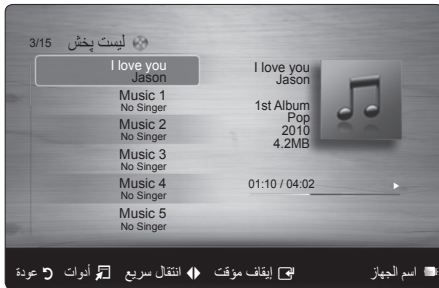 ليست پخش 3/15
I love you
Jason
Music 1
No Singer
Music 2
No Singer
Music 3
No Singer
Music 4
No Singer
Music 5
No Singer
I love you
Jason
1st Album
Pop
2010
4.2MB
01:10 / 04:02
اسم الجهاز إيقاف مؤقت انتقال سريع أدوات عودة